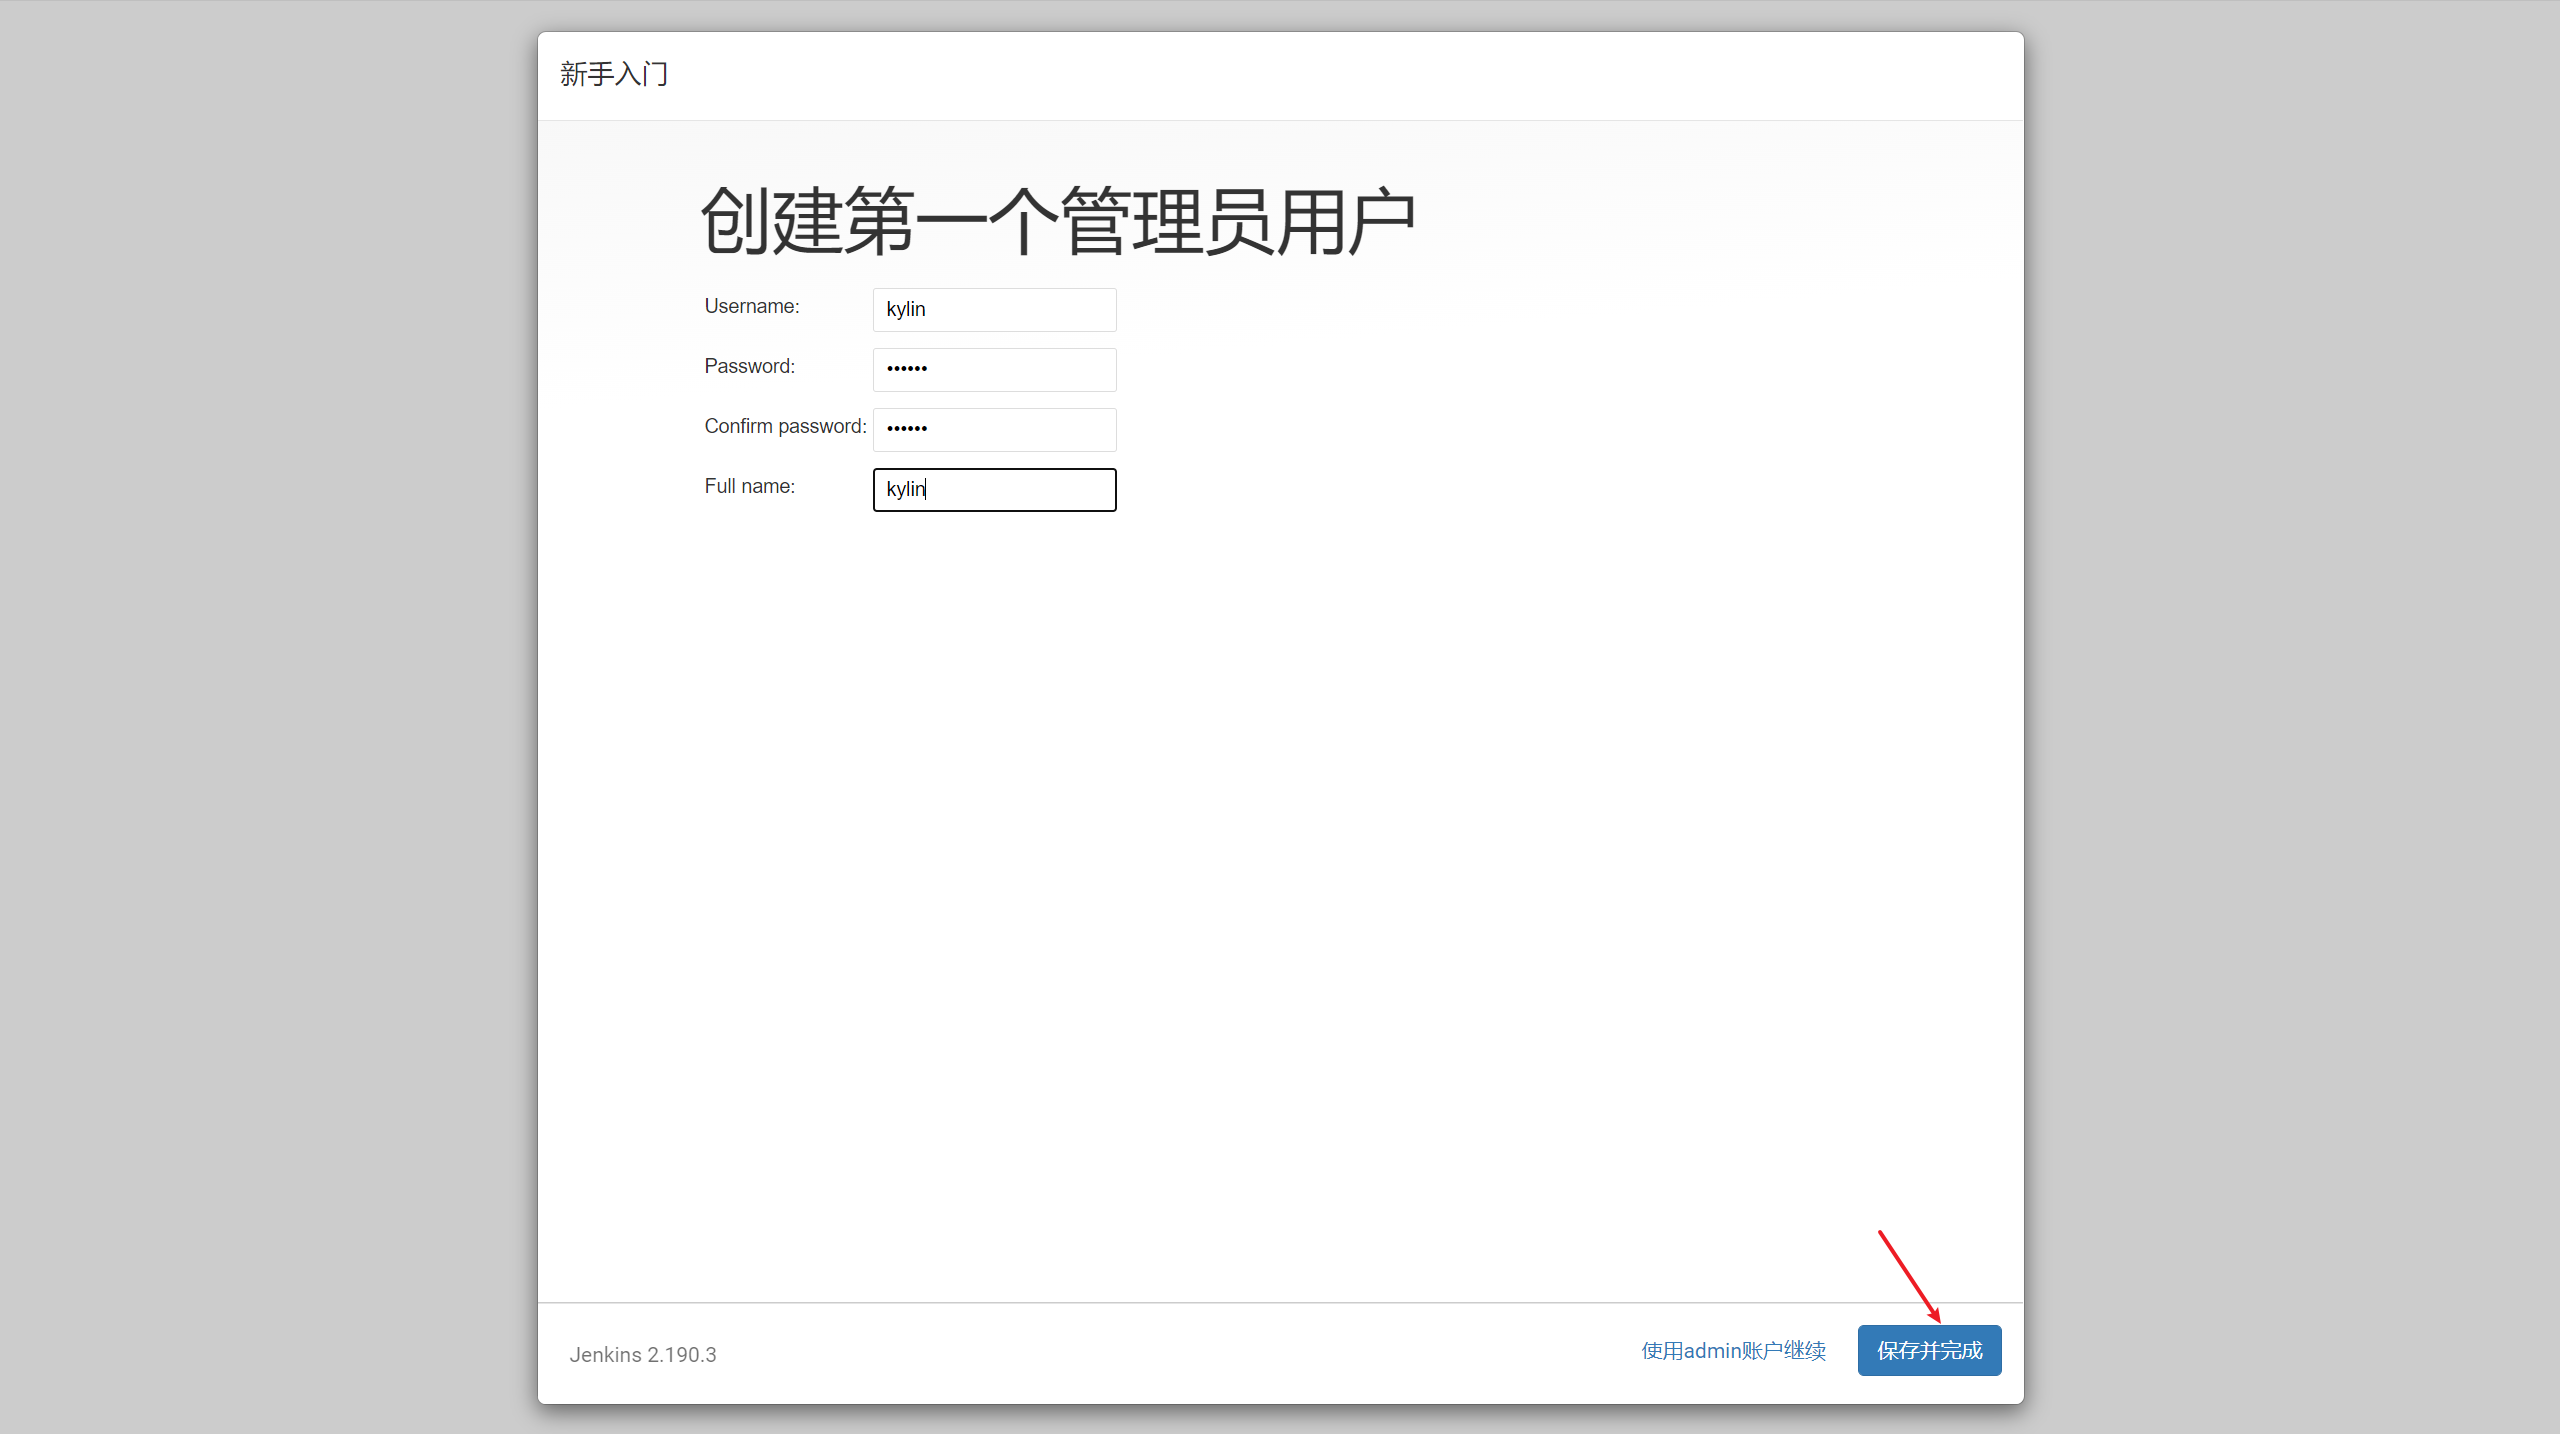 新手入门
创建第一个管理员用户
Username: kylin
Password: ••••••
Confirm password: ••••••
Full name: kylin
Jenkins 2.190.3 使用admin账户继续 保存并完成